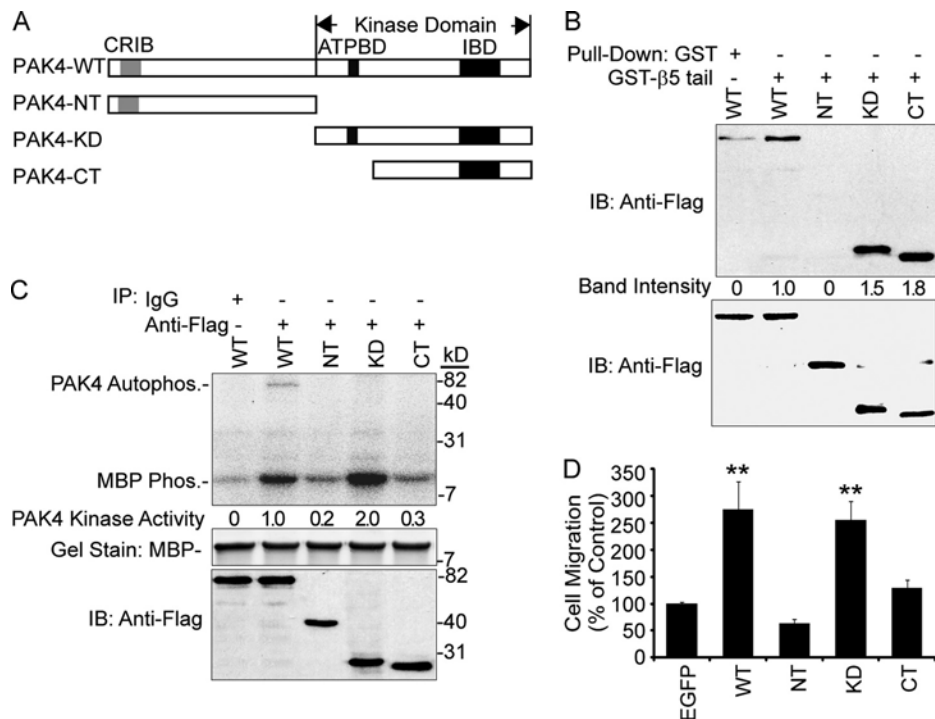 A
Kinase Domain
CRIB
ATPBD
IBD
PAK4-WT
PAK4-NT
PAK4-KD
PAK4-CT
B
Pull-Down: GST + - - - -
GST-β5 tail - + + + +
WT WT NT KD CT
IB: Anti-Flag
Band Intensity 0 1.0 0 1.5 1.8
IB: Anti-Flag
C
IP: IgG + - - - -
Anti-Flag - + + + +
WT WT NT KD CT kD
PAK4 Autophos.-
-82
-40
-31
MBP Phos.-
-7
PAK4 Kinase Activity 0 1.0 0.2 2.0 0.3
Gel Stain: MBP-
-7
-82
IB: Anti-Flag
-40
-31
D
Cell Migration
(% of Control)
350
300
250
200
150
100
50
0
** **
EGFP WT NT KD CT